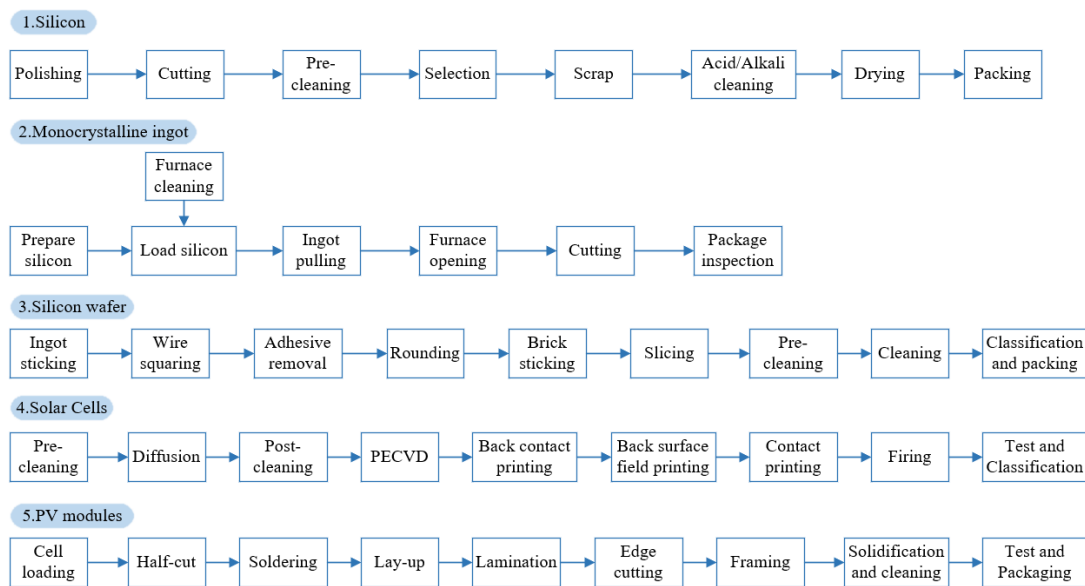 1.Silicon
Polishing
Cutting
Pre-
cleaning
Selection
Scrap
Acid/Alkali
cleaning
Drying
Packing
2.Monocrystalline ingot
Furnace
cleaning
Prepare
silicon
Load silicon
Ingot
pulling
Furnace
opening
Cutting
Package
inspection
3.Silicon wafer
Ingot
sticking
Wire
squaring
Adhesive
removal
Rounding
Brick
sticking
Slicing
Pre-
cleaning
Cleaning
Classification
and packing
4.Solar Cells
Pre-
cleaning
Diffusion
Post-
cleaning
PECVD
Back contact
printing
Back surface
field printing
Contact
printing
Firing
Test and
Classification
5.PV modules
Cell
loading
Half-cut
Soldering
Lay-up
Lamination
Edge
cutting
Framing
Solidification
and cleaning
Test and
Packaging